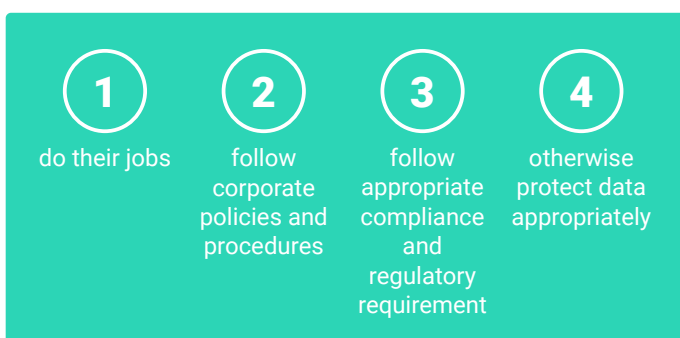 1
do their jobs
2
follow
corporate
policies and
procedures
3
follow
appropriate
compliance
and
regulatory
requirement
4
otherwise
protect data
appropriately